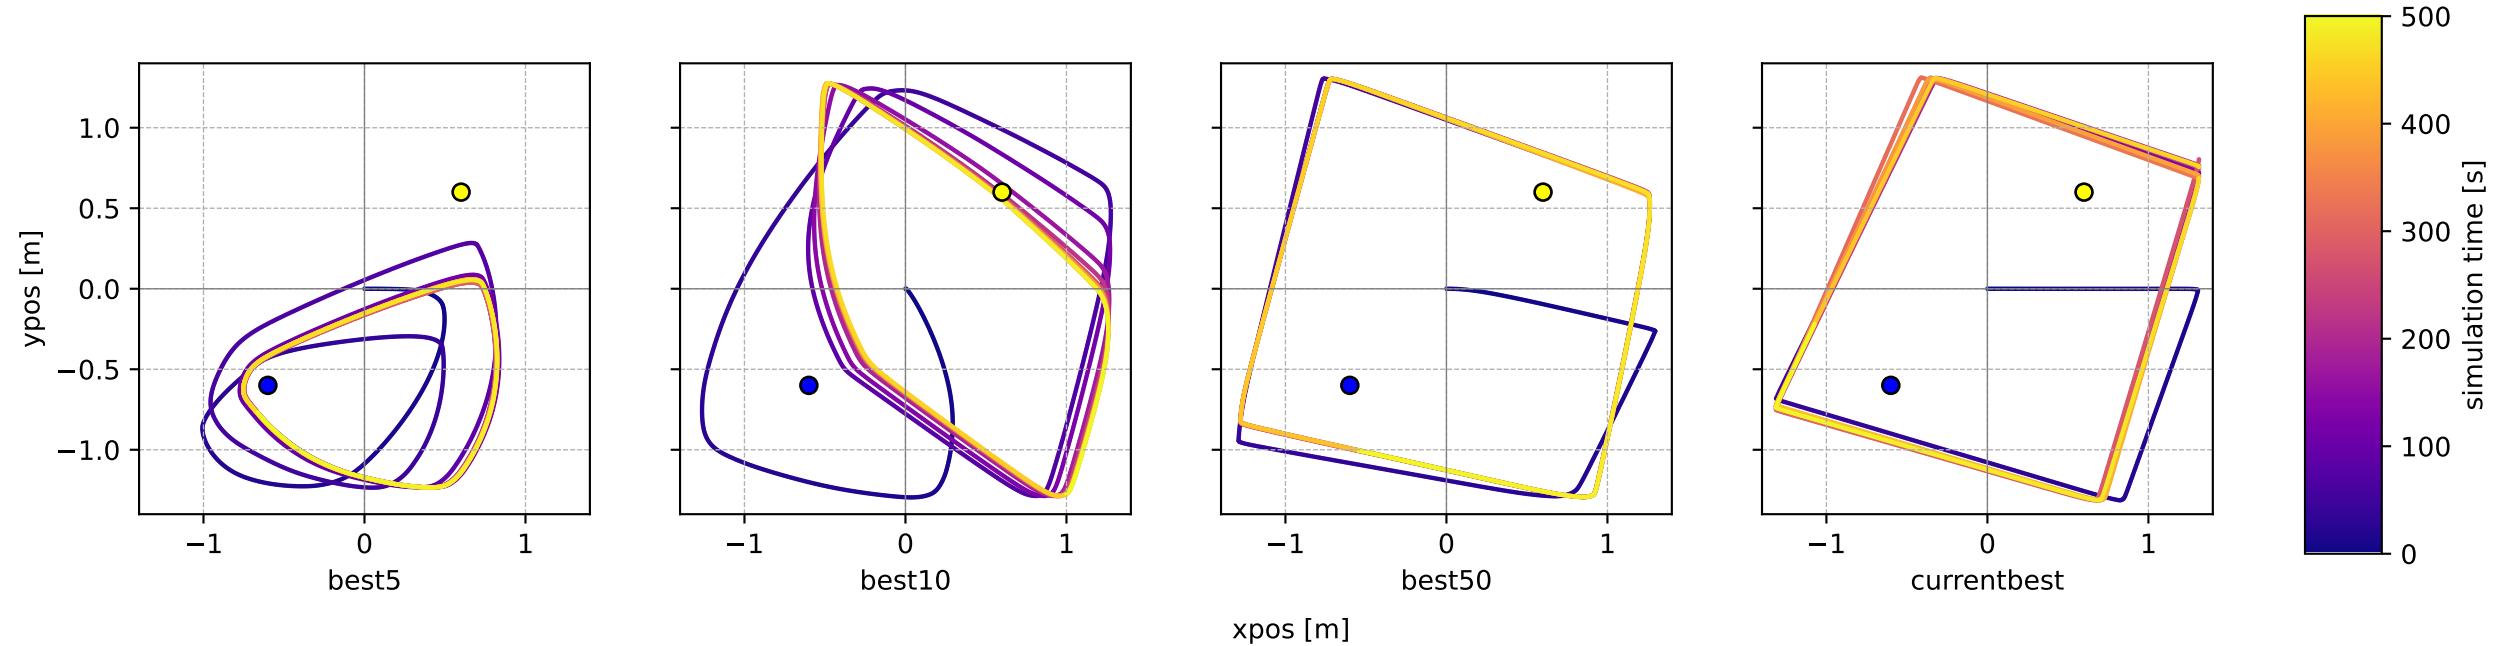 ypos [m]
1.0
0.5
0.0
−0.5
−1.0
−1 0 1
best5
−1 0 1
best10
−1 0 1
best50
−1 0 1
currentbest
xpos [m]
500
400
300
200
100
0
simulation time [s]